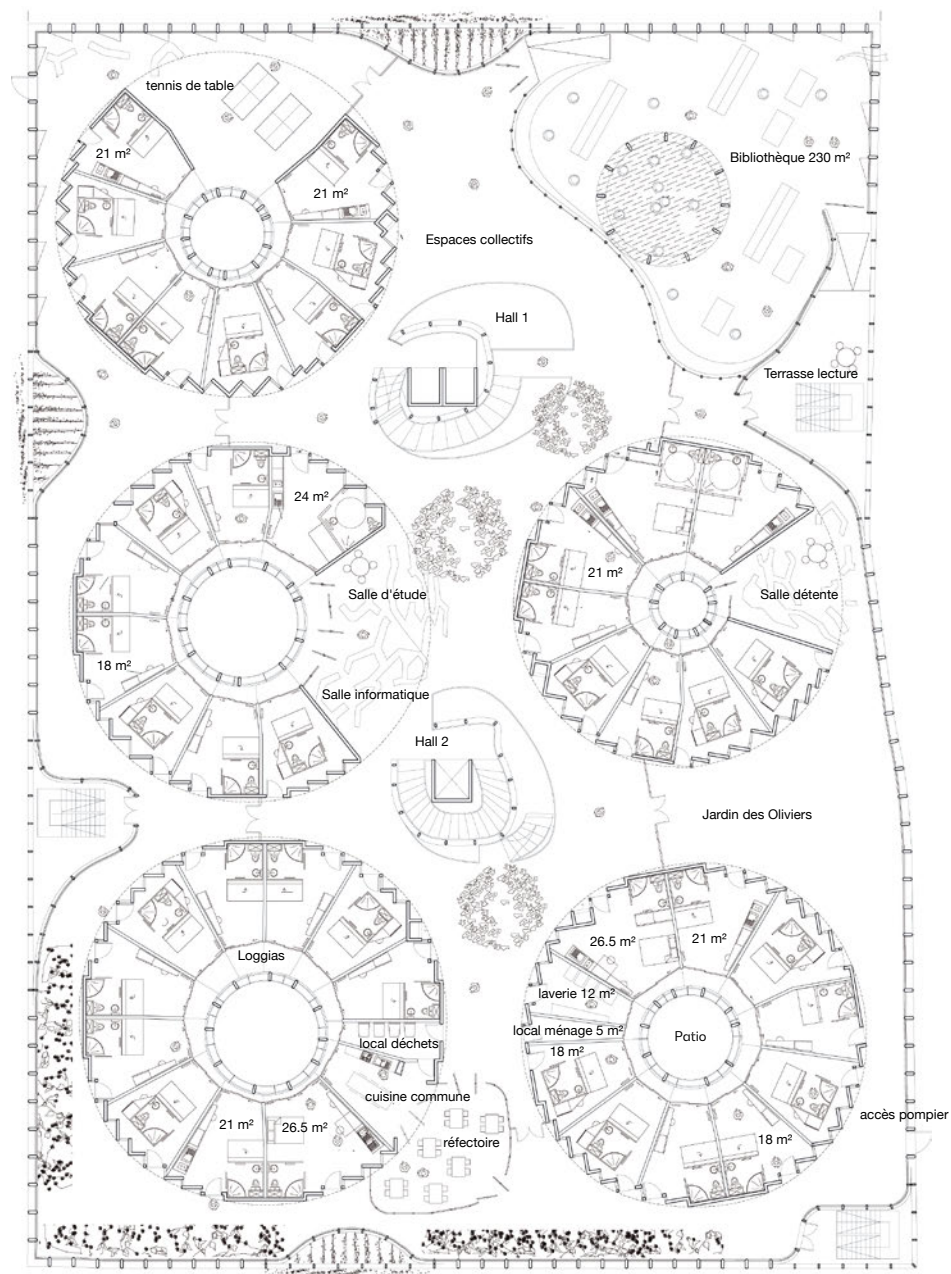 tennis de table
21 m²
Bibliothèque 230 m²
21 m²
Espaces collectifs
Hall 1
Terrasse lecture
24 m²
21 m²
Salle d'étude
Salle détente
18 m²
Salle informatique
Hall 2
Jardin des Oliviers
26.5 m²
21 m²
Loggias
laverie 12 m²
local ménage 5 m²
Patio
local déchets
18 m²
cuisine commune
accès pompier
21 m²
26.5 m²
réfectoire
18 m²